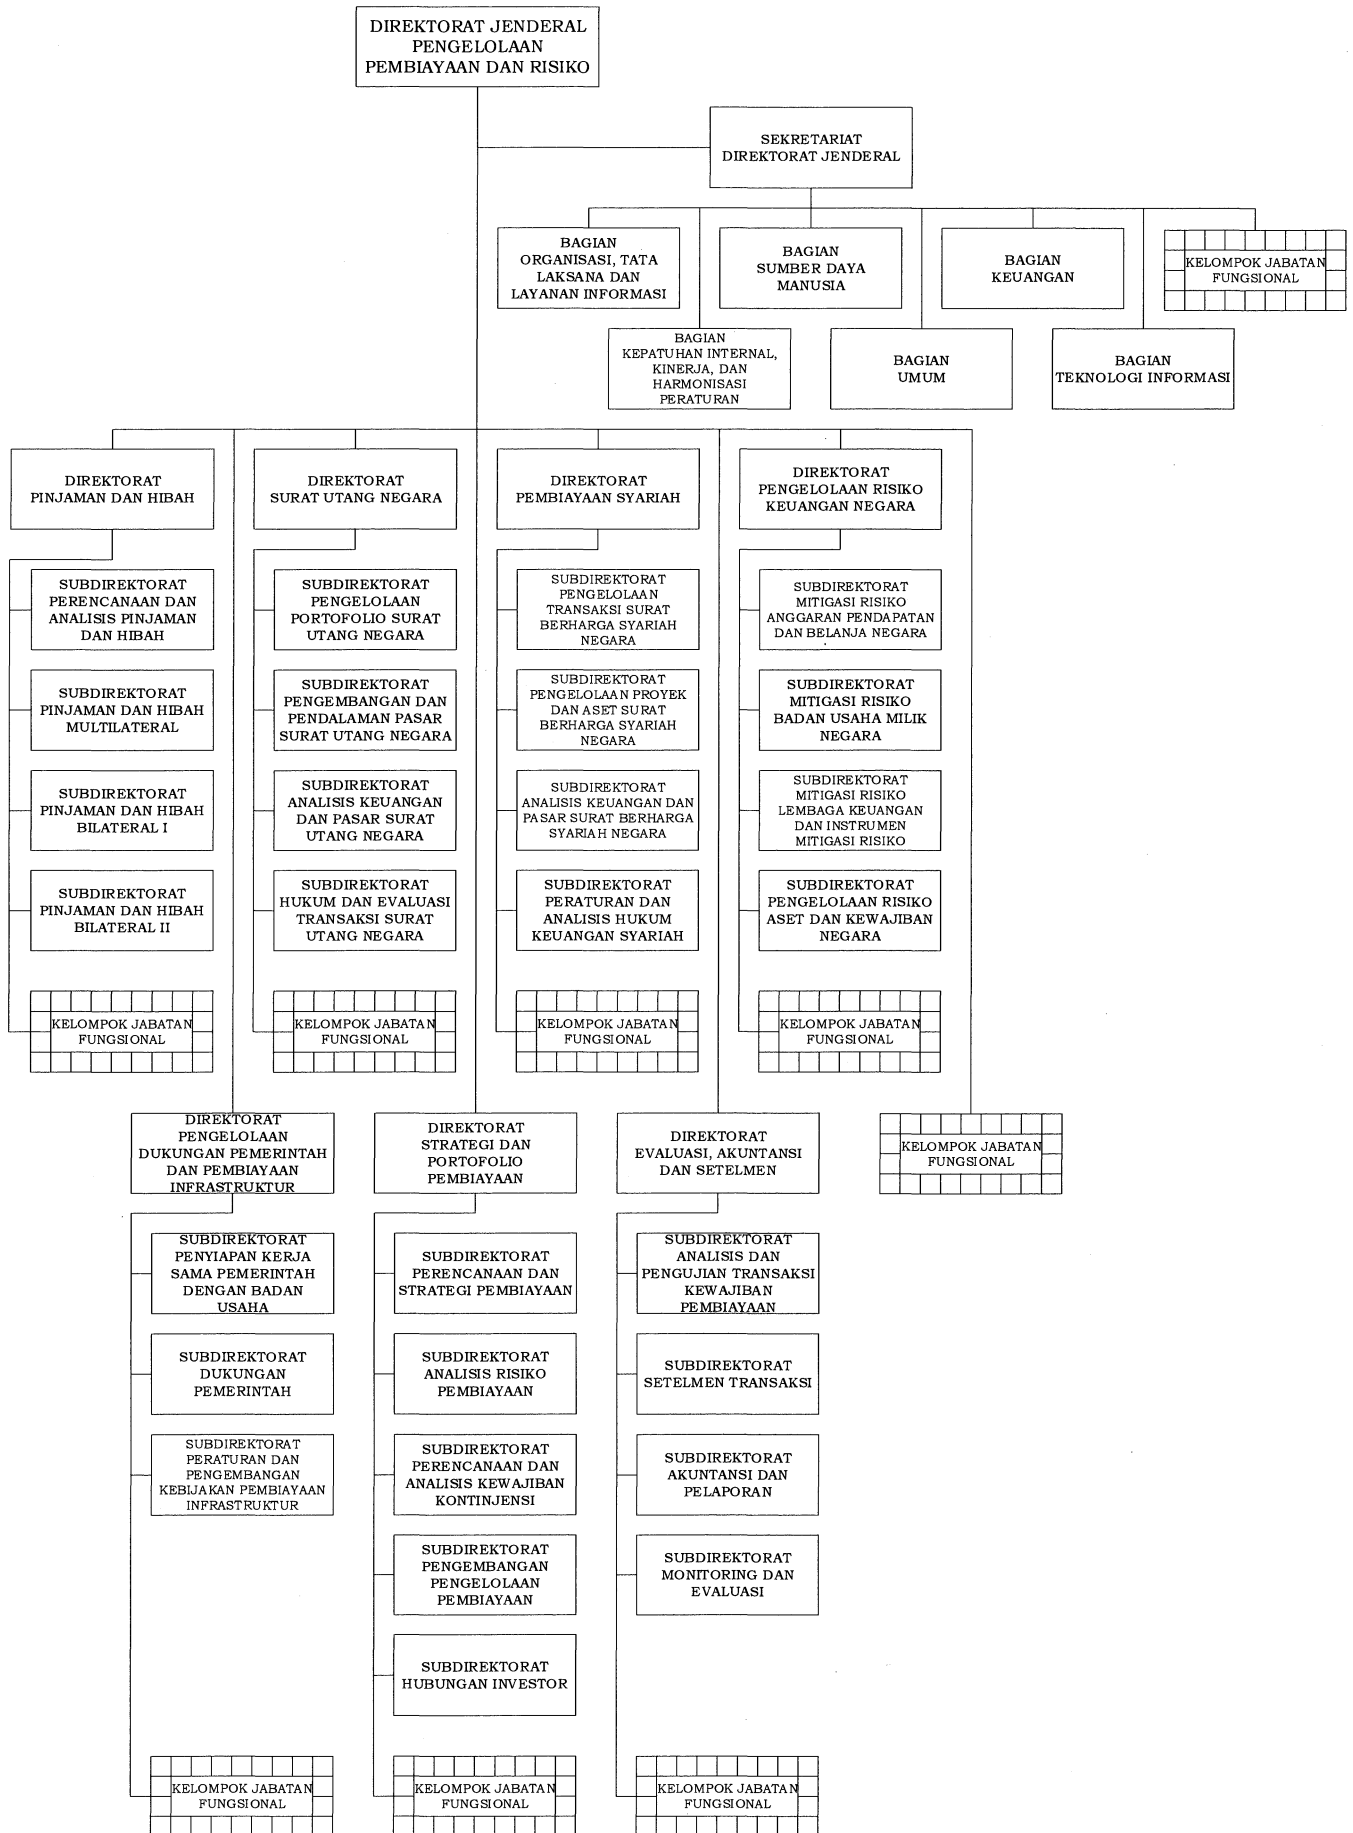 DIREKTORAT JENDERAL
PENGELOLAAN
PEMBIAYAAN DAN RISIKO
SEKRETARIAT
DIREKTORAT JENDERAL
BAGIAN
ORGANISASI, TATA
LAKSANA DAN
LAYANAN INFORMASI
BAGIAN
SUMBER DAYA
MANUSIA
BAGIAN
KEUANGAN
KELOMPOK JABATAN
FUNGSIONAL
BAGIAN
KEPATUHAN INTERNAL,
KINERJA, DAN
HARMONISASI
PERATURAN
BAGIAN
UMUM
BAGIAN
TEKNOLOGI INFORMASI
DIREKTORAT
PINJAMAN DAN HIBAH
DIREKTORAT
SURAT UTANG NEGARA
DIREKTORAT
PEMBIAYAAN SYARIAH
DIREKTORAT
PENGELOLAAN RISIKO
KEUANGAN NEGARA
SUBDIREKTORAT
PERENCANAAN DAN
ANALISIS PINJAMAN
DAN HIBAH
SUBDIREKTORAT
PENGELOLAAN
PORTOFOLIO SURAT
UTANG NEGARA
SUBDIREKTORAT
PENGELOLAAN
TRANSAKSI SURAT
BERHARGA SYARIAH
NEGARA
SUBDIREKTORAT
MITIGASI RISIKO
ANGGARAN PENDAPATAN
DAN BELANJA NEGARA
SUBDIREKTORAT
PINJAMAN DAN HIBAH
MULTILATERAL
SUBDIREKTORAT
PENGEMBANGAN DAN
PENDALAMAN PASAR
SURAT UTANG NEGARA
SUBDIREKTORAT
PENGELOLAAN PROYEK
DAN ASET SURAT
BERHARGA SYARIAH
NEGARA
SUBDIREKTORAT
MITIGASI RISIKO
BADAN USAHA MILIK
NEGARA
SUBDIREKTORAT
PINJAMAN DAN HIBAH
BILATERAL I
SUBDIREKTORAT
ANALISIS KEUANGAN
DAN PASAR SURAT
UTANG NEGARA
SUBDIREKTORAT
ANALISIS KEUANGAN DAN
PASAR SURAT BERHARGA
SYARIAH NEGARA
SUBDIREKTORAT
MITIGASI RISIKO
LEMBAGA KEUANGAN
DAN INSTRUMEN
MITIGASI RISIKO
SUBDIREKTORAT
PINJAMAN DAN HIBAH
BILATERAL II
SUBDIREKTORAT
HUKUM DAN EVALUASI
TRANSAKSI SURAT
UTANG NEGARA
SUBDIREKTORAT
PERATURAN DAN
ANALISIS HUKUM
KEUANGAN SYARIAH
SUBDIREKTORAT
PENGELOLAAN RISIKO
ASET DAN KEWAJIBAN
NEGARA
KELOMPOK JABATAN
FUNGSIONAL
KELOMPOK JABATAN
FUNGSIONAL
KELOMPOK JABATAN
FUNGSIONAL
KELOMPOK JABATAN
FUNGSIONAL
DIREKTORAT
PENGELOLAAN
DUKUNGAN PEMERINTAH
DAN PEMBIAYAAN
INFRASTRUKTUR
DIREKTORAT
STRATEGI DAN
PORTOFOLIO
PEMBIAYAAN
DIREKTORAT
EVALUASI, AKUNTANSI
DAN SETELMEN
KELOMPOK JABATAN
FUNGSIONAL
SUBDIREKTORAT
PENYIAPAN KERJA
SAMA PEMERINTAH
DENGAN BADAN
USAHA
SUBDIREKTORAT
PERENCANAAN DAN
STRATEGI PEMBIAYAAN
SUBDIREKTORAT
ANALISIS DAN
PENGUJIAN TRANSAKSI
KEWAJIBAN
PEMBIAYAAN
SUBDIREKTORAT
DUKUNGAN
PEMERINTAH
SUBDIREKTORAT
ANALISIS RISIKO
PEMBIAYAAN
SUBDIREKTORAT
SETELMEN TRANSAKSI
SUBDIREKTORAT
PERATURAN DAN
PENGEMBANGAN
KEBIJAKAN PEMBIAYAAN
INFRASTRUKTUR
SUBDIREKTORAT
PERENCANAAN DAN
ANALISIS KEWAJIBAN
KONTINJENSI
SUBDIREKTORAT
AKUNTANSI DAN
PELAPORAN
SUBDIREKTORAT
PENGEMBANGAN
PENGELOLAAN
PEMBIAYAAN
SUBDIREKTORAT
MONITORING DAN
EVALUASI
SUBDIREKTORAT
HUBUNGAN INVESTOR
KELOMPOK JABATAN
FUNGSIONAL
KELOMPOK JABATAN
FUNGSIONAL
KELOMPOK JABATAN
FUNGSIONAL